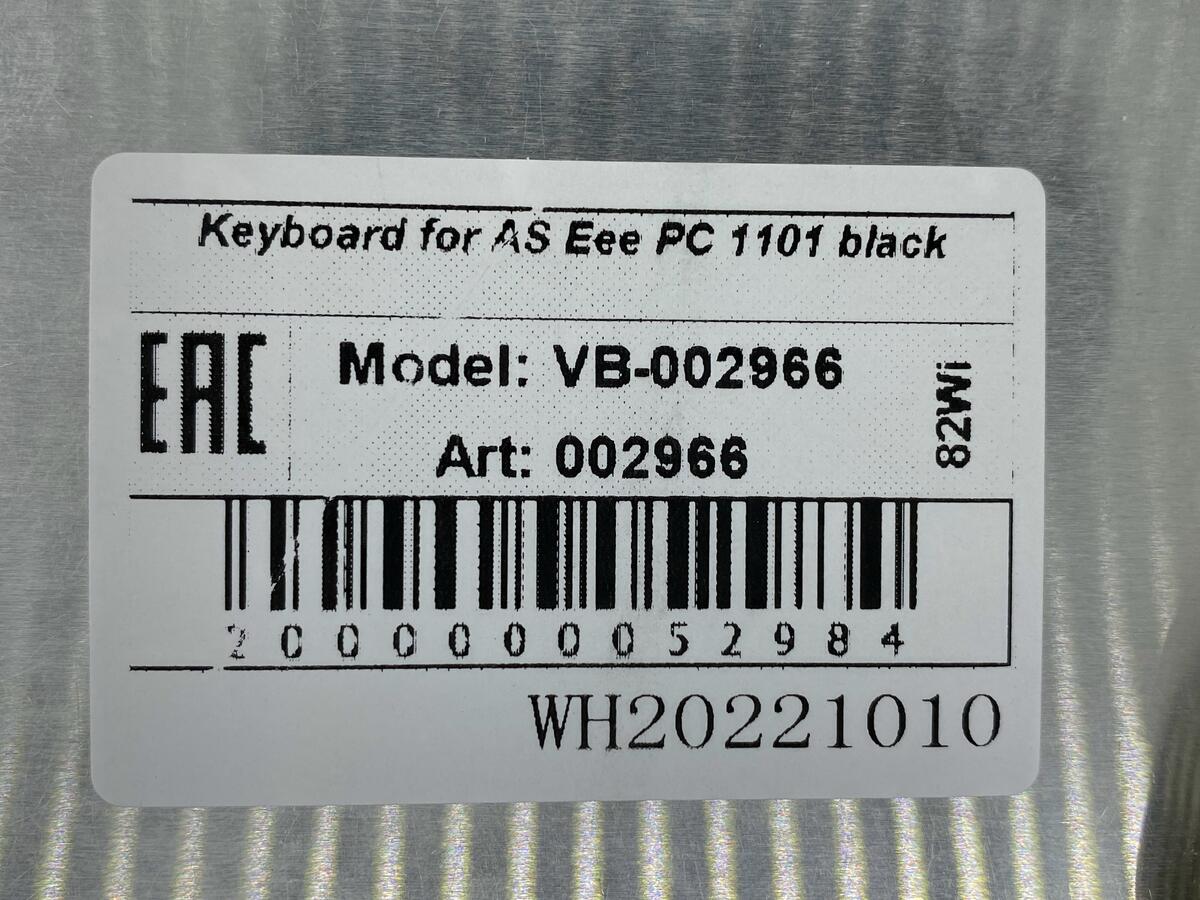 Keyboard for AS Eee PC 1101 black
EAC
Model: VB-002966
82Wi
Art: 002966
2000000052984
WH20221010